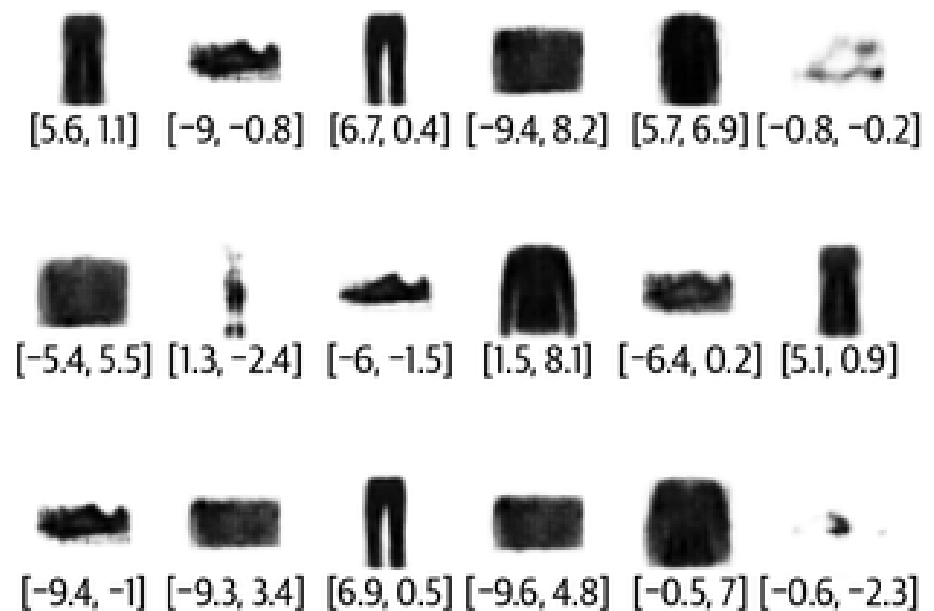 [5.6, 1.1] [−9, −0.8] [6.7, 0.4] [−9.4, 8.2] [5.7, 6.9] [−0.8, −0.2]
[−5.4, 5.5] [1.3, −2.4] [−6, −1.5] [1.5, 8.1] [−6.4, 0.2] [5.1, 0.9]
[−9.4, −1] [−9.3, 3.4] [6.9, 0.5] [−9.6, 4.8] [−0.5, 7] [−0.6, −2.3]